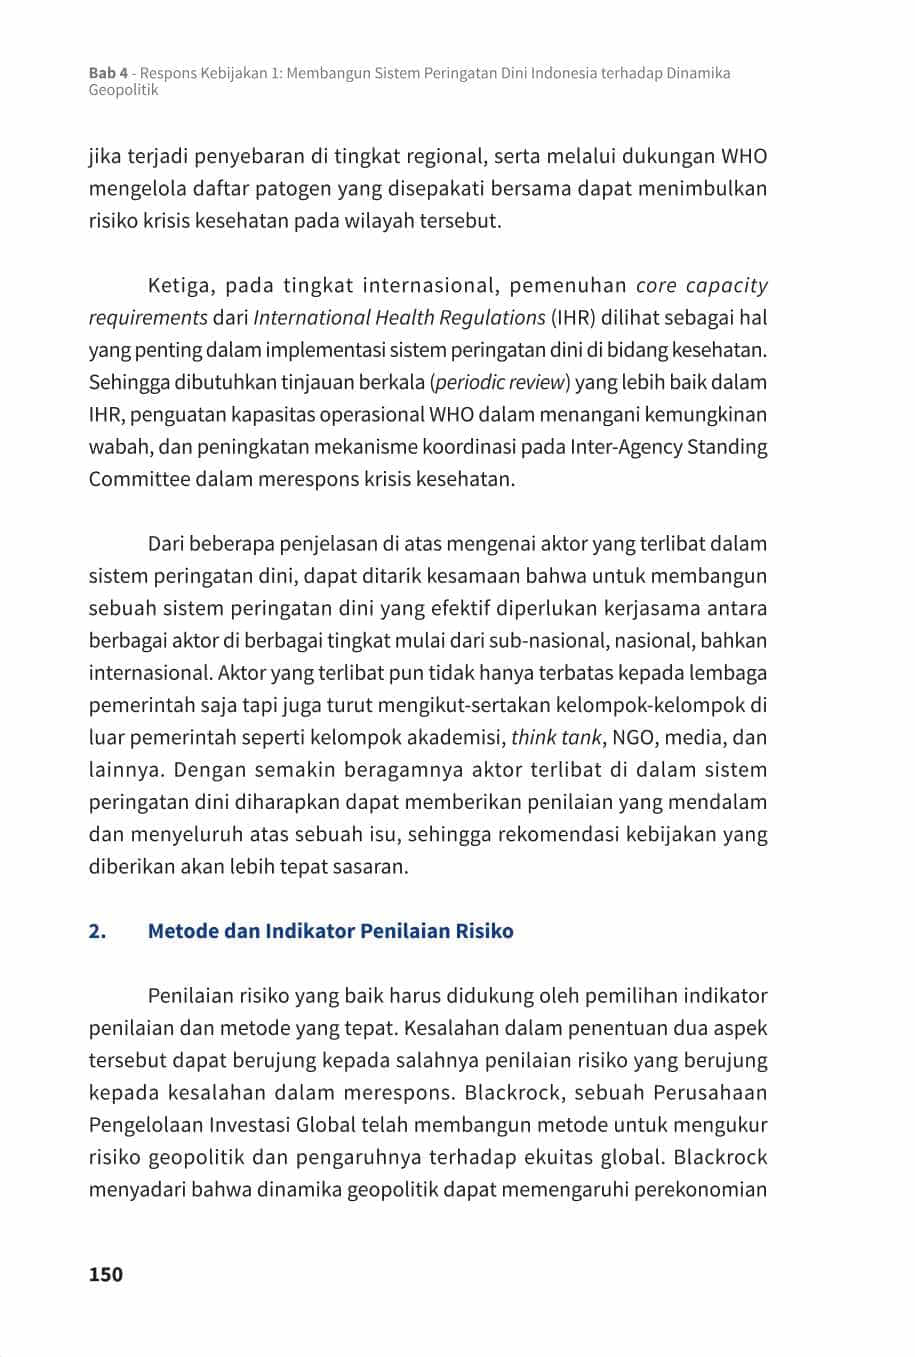 Bab 4 - Respons Kebijakan 1: Membangun Sistem Peringatan Dini Indonesia terhadap Dinamika
Geopolitik
jika terjadi penyebaran di tingkat regional, serta melalui dukungan WHO
mengelola daftar patogen yang disepakati bersama dapat menimbulkan
risiko krisis kesehatan pada wilayah tersebut.
Ketiga, pada tingkat internasional, pemenuhan core capacity
requirements dari International Health Regulations (IHR) dilihat sebagai hal
yang penting dalam implementasi sistem peringatan dini di bidang kesehatan.
Sehingga dibutuhkan tinjauan berkala (periodic review) yang lebih baik dalam
IHR, penguatan kapasitas operasional WHO dalam menangani kemungkinan
wabah, dan peningkatan mekanisme koordinasi pada Inter-Agency Standing
Committee dalam merespons krisis kesehatan.
Dari beberapa penjelasan di atas mengenai aktor yang terlibat dalam
sistem peringatan dini, dapat ditarik kesamaan bahwa untuk membangun
sebuah sistem peringatan dini yang efektif diperlukan kerjasama antara
berbagai aktor di berbagai tingkat mulai dari sub-nasional, nasional, bahkan
internasional. Aktor yang terlibat pun tidak hanya terbatas kepada lembaga
pemerintah saja tapi juga turut mengikut-sertakan kelompok-kelompok di
luar pemerintah seperti kelompok akademisi, think tank, NGO, media, dan
lainnya. Dengan semakin beragamnya aktor terlibat di dalam sistem
peringatan dini diharapkan dapat memberikan penilaian yang mendalam
dan menyeluruh atas sebuah isu, sehingga rekomendasi kebijakan yang
diberikan akan lebih tepat sasaran.
2. Metode dan Indikator Penilaian Risiko
Penilaian risiko yang baik harus didukung oleh pemilihan indikator
penilaian dan metode yang tepat. Kesalahan dalam penentuan dua aspek
tersebut dapat berujung kepada salahnya penilaian risiko yang berujung
kepada kesalahan dalam merespons. Blackrock, sebuah Perusahaan
Pengelolaan Investasi Global telah membangun metode untuk mengukur
risiko geopolitik dan pengaruhnya terhadap ekuitas global. Blackrock
menyadari bahwa dinamika geopolitik dapat memengaruhi perekonomian
150